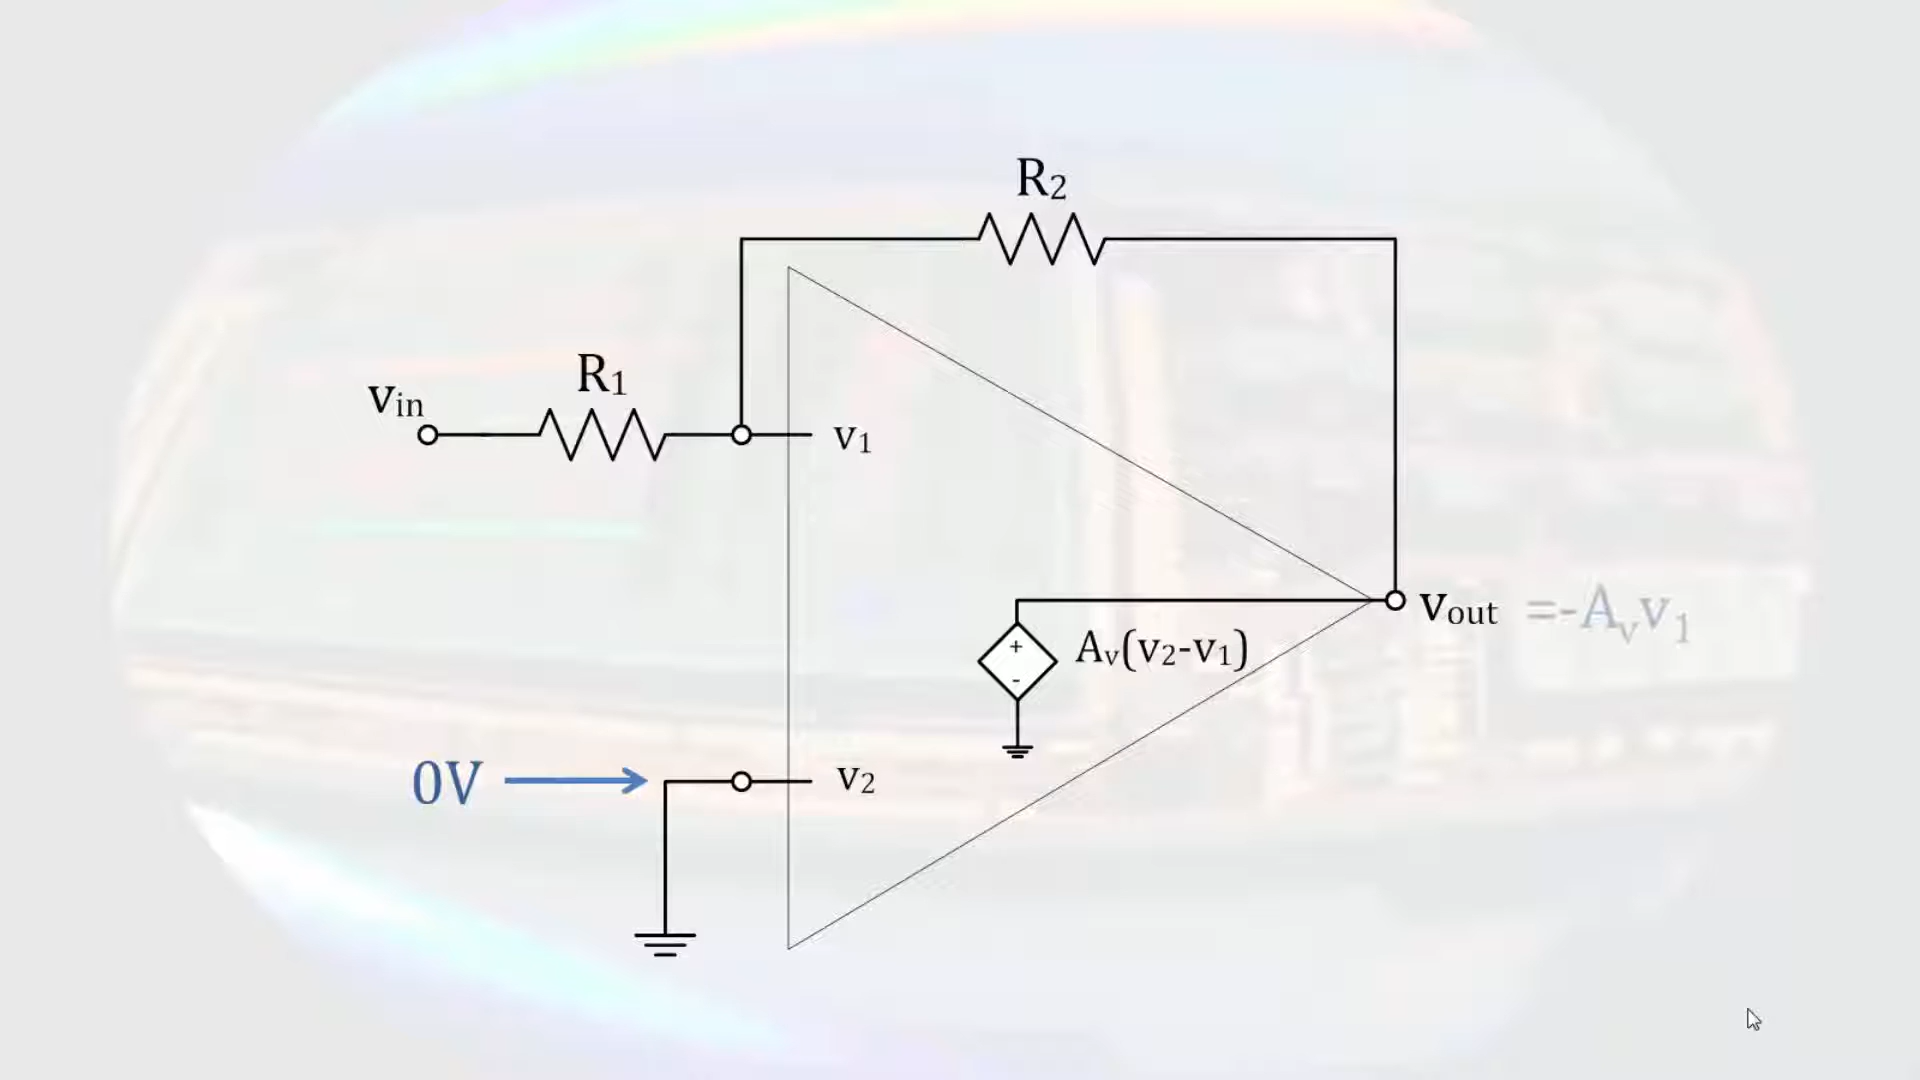 R₂
R₁
vᵢₙ
v₁
vₒᵤₜ =-Aᵥv₁
+
Aᵥ(v₂-v₁)
-
0V
v₂